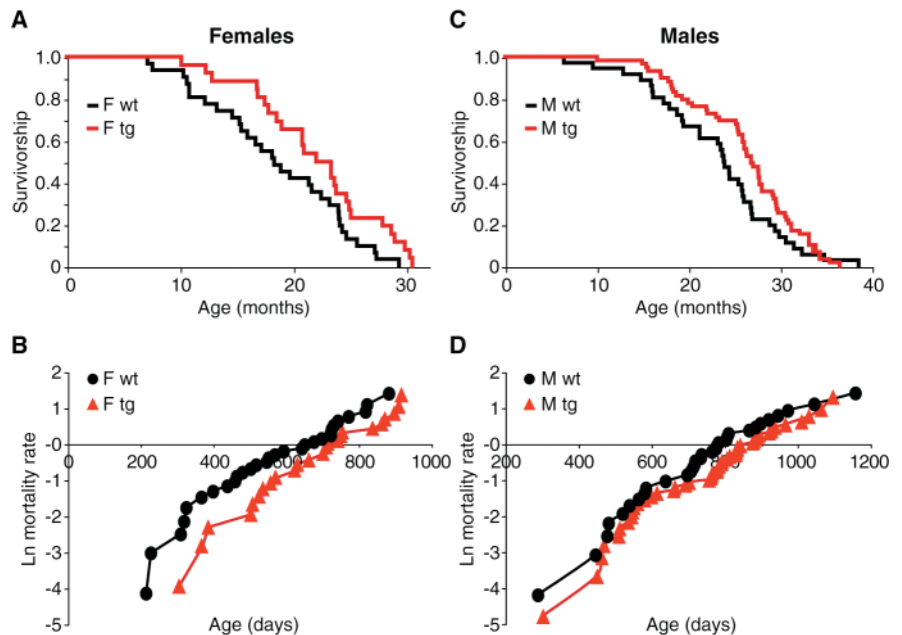 A
Females
1.0
0.8
0.6
0.4
0.2
0
Survivorship
F wt
F tg
0 10 20 30
Age (months)
C
Males
1.0
0.8
0.6
0.4
0.2
0
Survivorship
M wt
M tg
0 10 20 30 40
Age (months)
B
2
1
-0
-1
-2
-3
-4
-5
Ln mortality rate
F wt
F tg
0 200 400 600 800 1000
Age (days)
D
2
1
-0
-1
-2
-3
-4
-5
Ln mortality rate
M wt
M tg
200 400 600 800 1000 1200
Age (days)